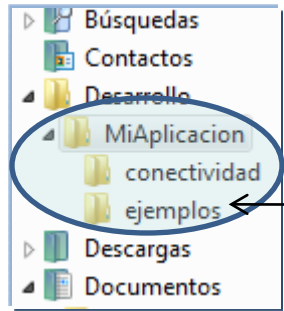 Búsquedas
Contactos
Desarrollo
MiAplicacion
conectividad
ejemplos
Descargas
Documentos